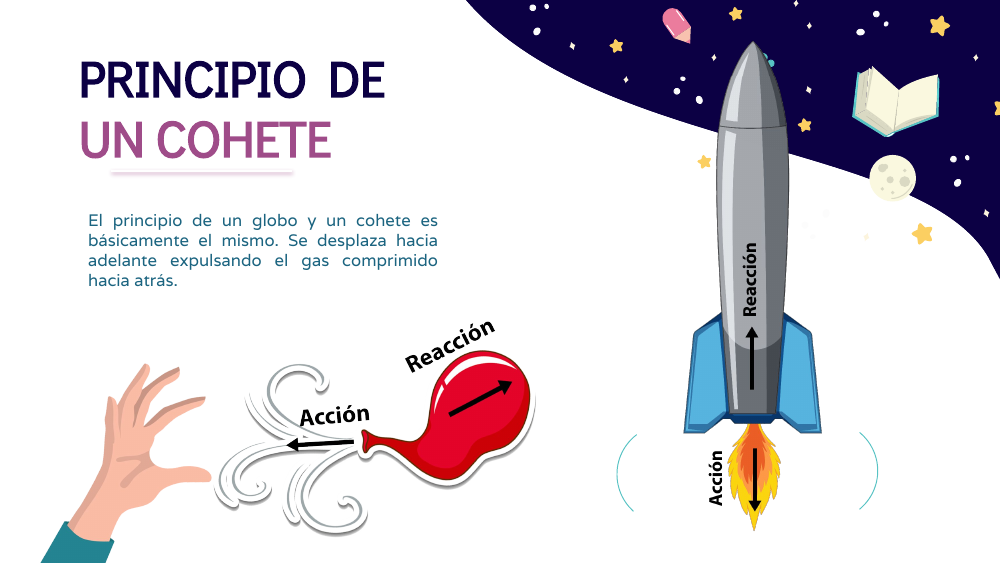 PRINCIPIO DE
UN COHETE
El principio de un globo y un cohete es
básicamente el mismo. Se desplaza hacia
adelante expulsando el gas comprimido
hacia atrás.
Reacción
Acción
Reacción
Acción